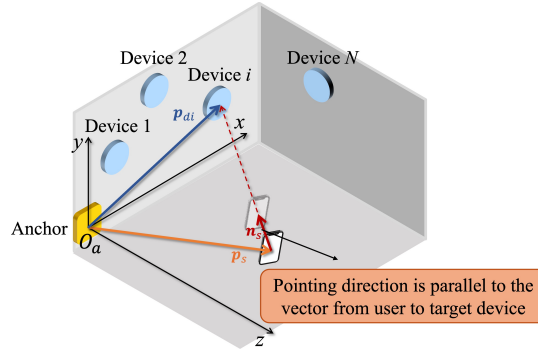 Device 2
Device N
Device i
p_di
Device 1
x
y
Anchor
O_a
n_s
p_s
Pointing direction is parallel to the
vector from user to target device
z